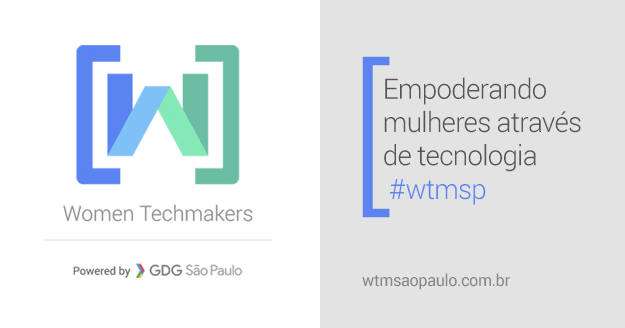 Women Techmakers
Powered by GDG São Paulo
Empoderando
mulheres através
de tecnologia
#wtmsp
wtmsaopaulo.com.br